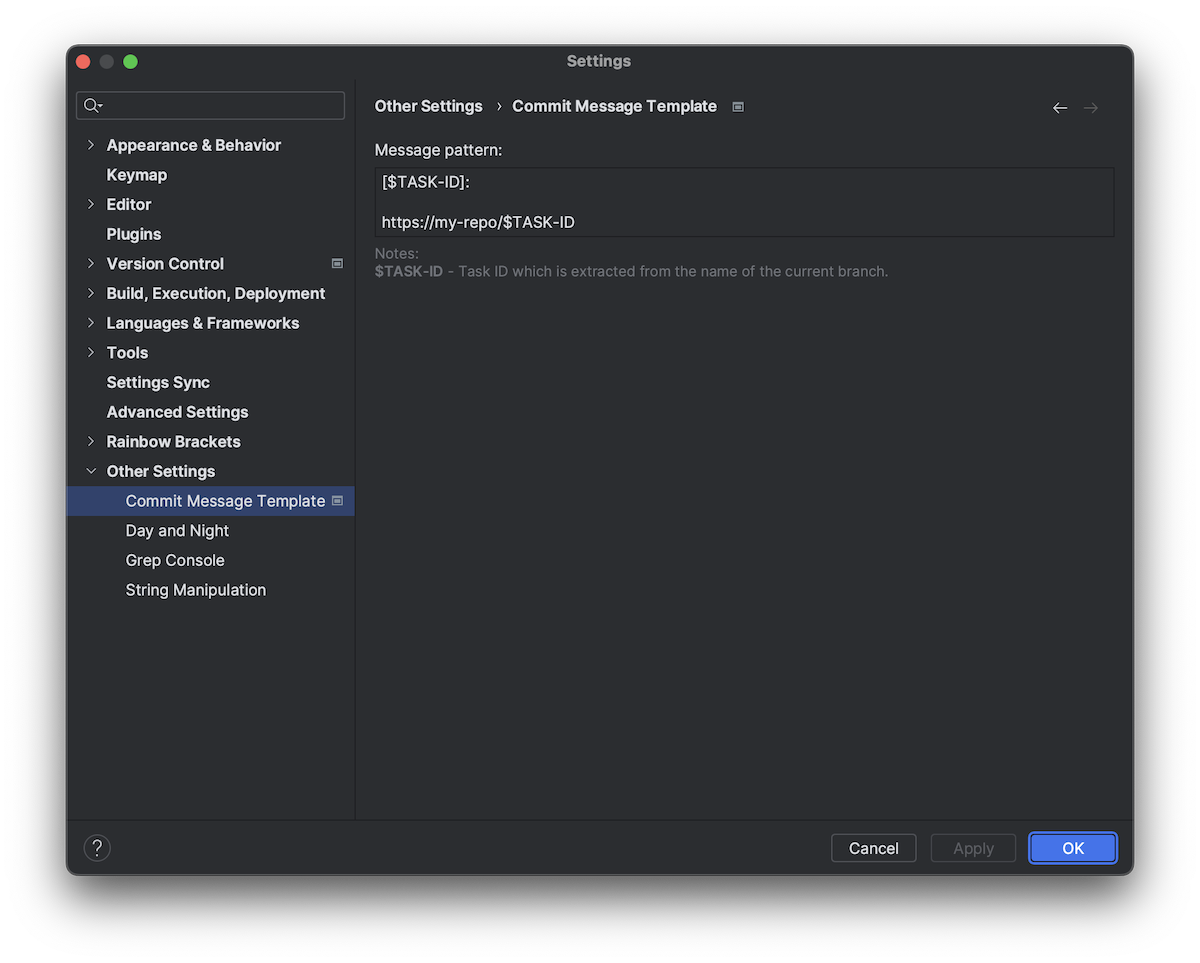 Settings
Appearance & Behavior
Keymap
Editor
Plugins
Version Control
Build, Execution, Deployment
Languages & Frameworks
Tools
Settings Sync
Advanced Settings
Rainbow Brackets
Other Settings
Commit Message Template
Day and Night
Grep Console
String Manipulation
Other Settings › Commit Message Template
Message pattern:
[$TASK-ID]:
https://my-repo/$TASK-ID
Notes:
$TASK-ID - Task ID which is extracted from the name of the current branch.
?
Cancel
Apply
OK